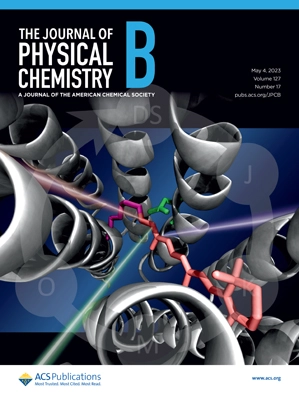 THE JOURNAL OF
PHYSICAL
CHEMISTRY
B
A JOURNAL OF THE AMERICAN CHEMICAL SOCIETY
May 4, 2023
Volume 127
Number 17
pubs.acs.org/JPCB
DS
J
O
M
ACS Publications
Most Trusted. Most Cited. Most Read.
www.acs.org